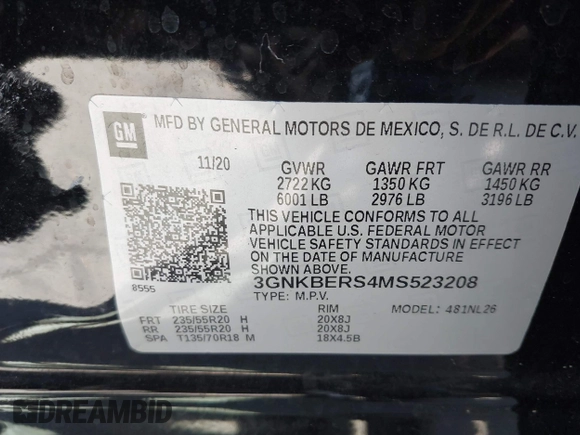 GM
MFD BY GENERAL MOTORS DE MEXICO, S. DE R.L. DE C.V.
11/20 GVWR GAWR FRT GAWR RR
2722 KG 1350 KG 1450 KG
6001 LB 2976 LB 3196 LB
THIS VEHICLE CONFORMS TO ALL
APPLICABLE U.S. FEDERAL MOTOR
VEHICLE SAFETY STANDARDS IN EFFECT
ON THE DATE OF MANUFACTURE
SHOWN ABOVE.
8555 3GNKBERS4MS523208
TYPE: M.P.V. MODEL: 481NL26
TIRE SIZE RIM
FRT 235/55R20 H 20X8J
RR 235/55R20 H 20X8J
SPA T135/70R18 M 18X4.5B
DREAMBID